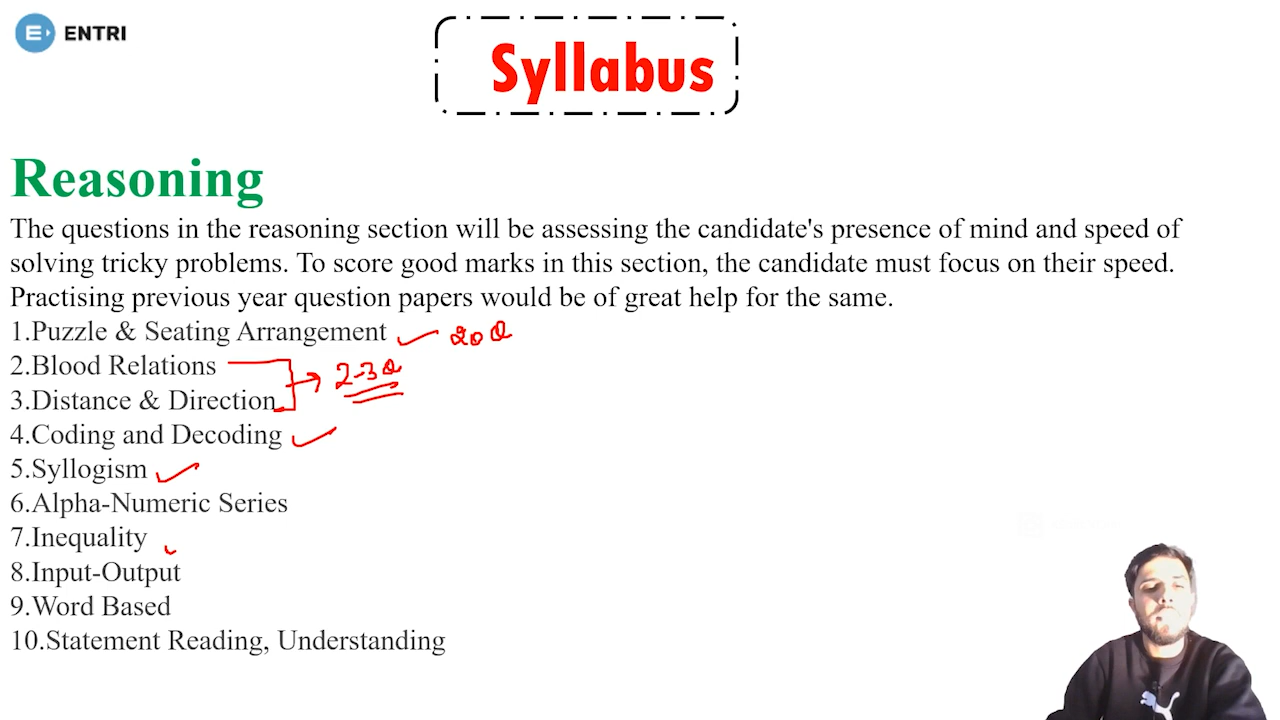 ENTRI
Syllabus
Reasoning
The questions in the reasoning section will be assessing the candidate's presence of mind and speed of
solving tricky problems. To score good marks in this section, the candidate must focus on their speed.
Practising previous year question papers would be of great help for the same.
1.Puzzle & Seating Arrangement 20 Q
2.Blood Relations
2-3 Q
3.Distance & Direction
4.Coding and Decoding
5.Syllogism
6.Alpha-Numeric Series
7.Inequality
8.Input-Output
9.Word Based
10.Statement Reading, Understanding